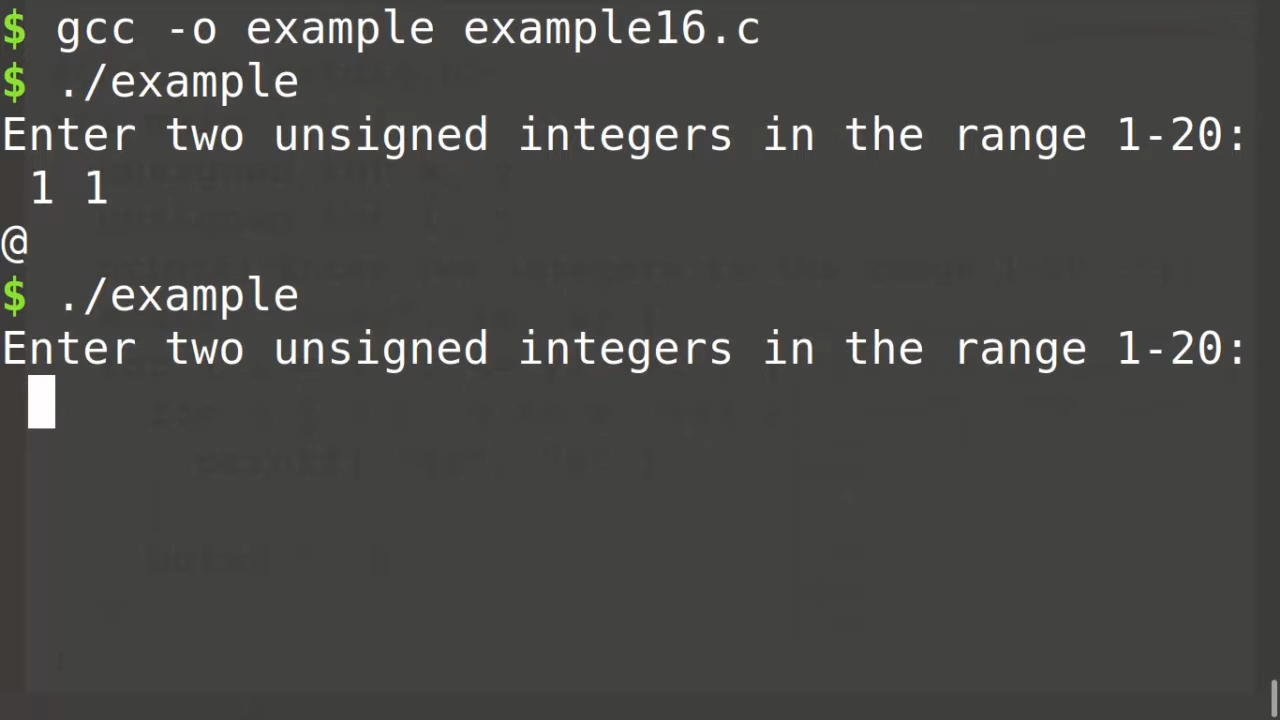 $ gcc -o example example16.c
$ ./example
Enter two unsigned integers in the range 1-20:
1 1
@
$ ./example
Enter two unsigned integers in the range 1-20: